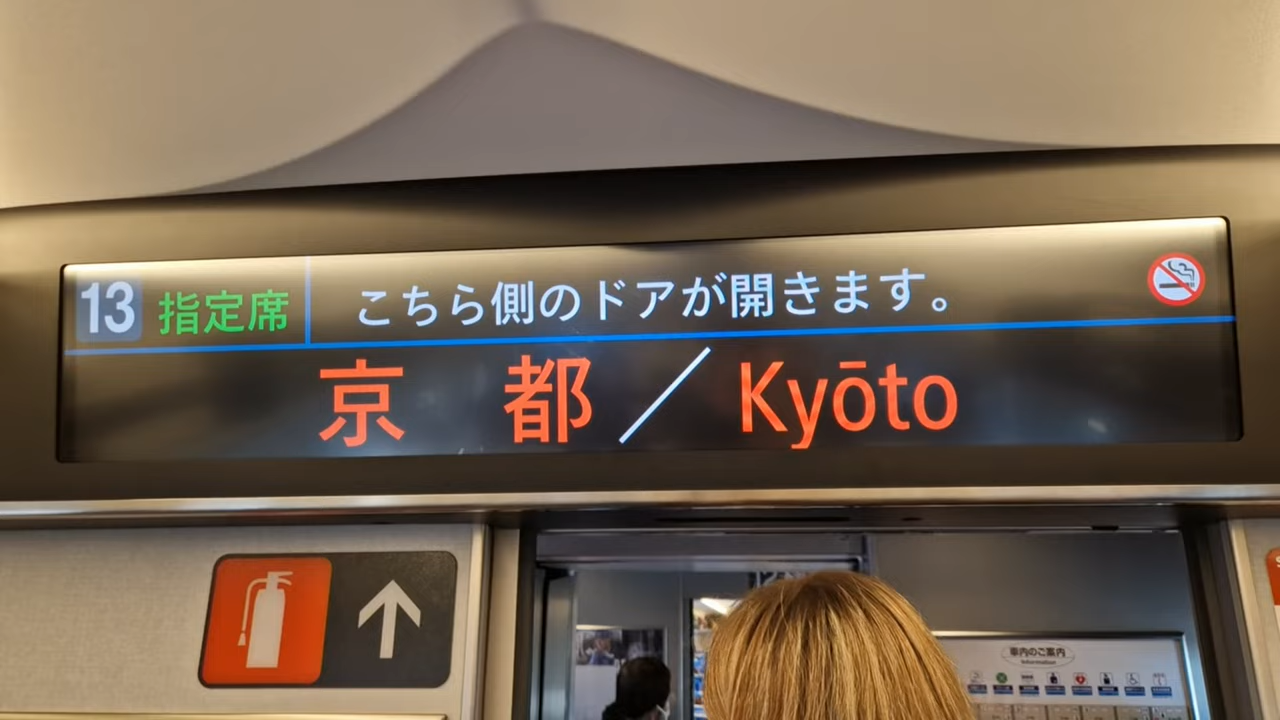 13 指定席 こちら側のドアが開きます。
京 都／Kyōto
車内のご案内
Information